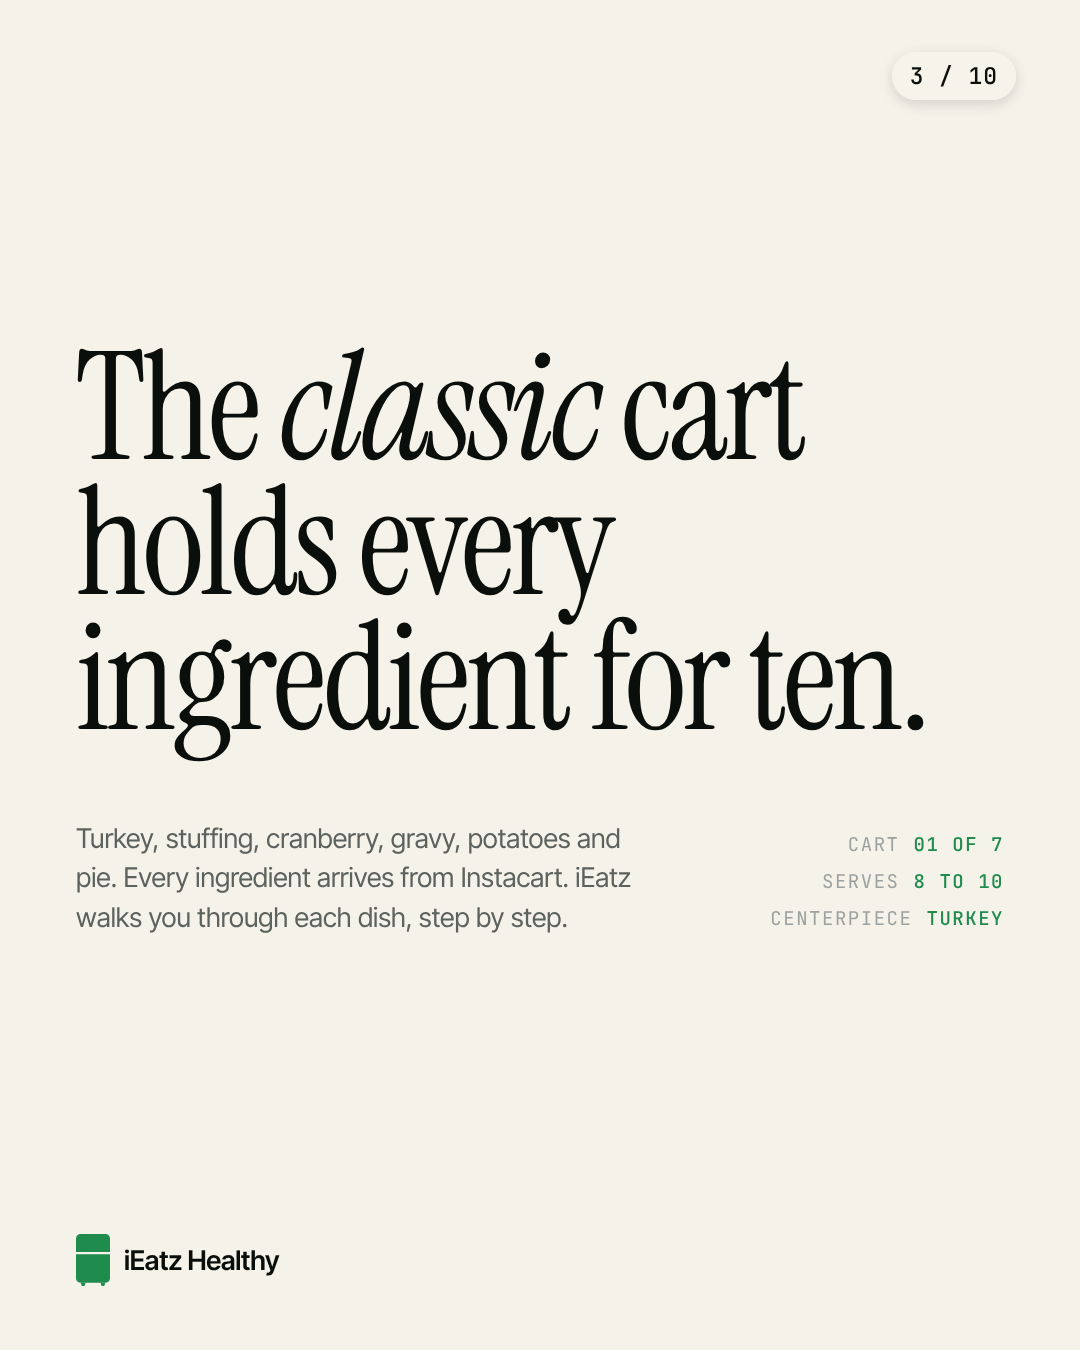 3 / 10
The classic cart
holds every
ingredient for ten.
Turkey, stuffing, cranberry, gravy, potatoes and
pie. Every ingredient arrives from Instacart. iEatz
walks you through each dish, step by step.
CART 01 OF 7
SERVES 8 TO 10
CENTERPIECE TURKEY
iEatz Healthy